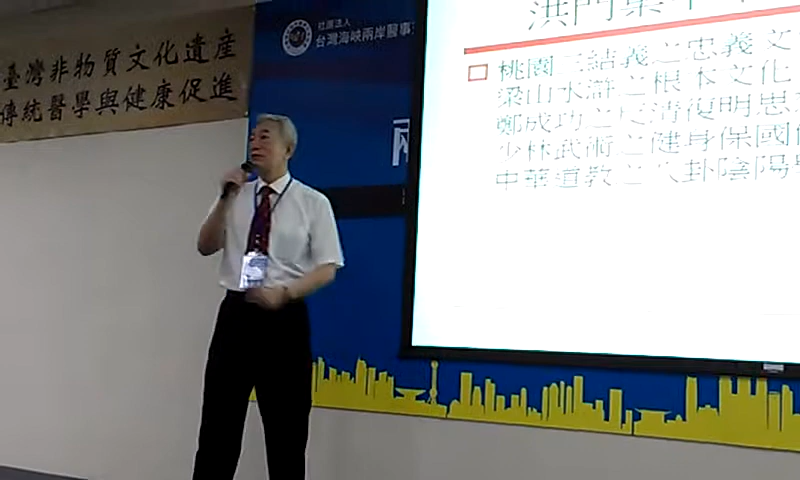 臺灣非物質文化遺產
傳統醫學與健康促進
社團法人
台灣海峽兩岸醫事
洪門
桃園三結義之忠義文
梁山水滸之根本文化
鄭成功之反清復明思
少林武術之健身保國
中華道教之八卦陰陽